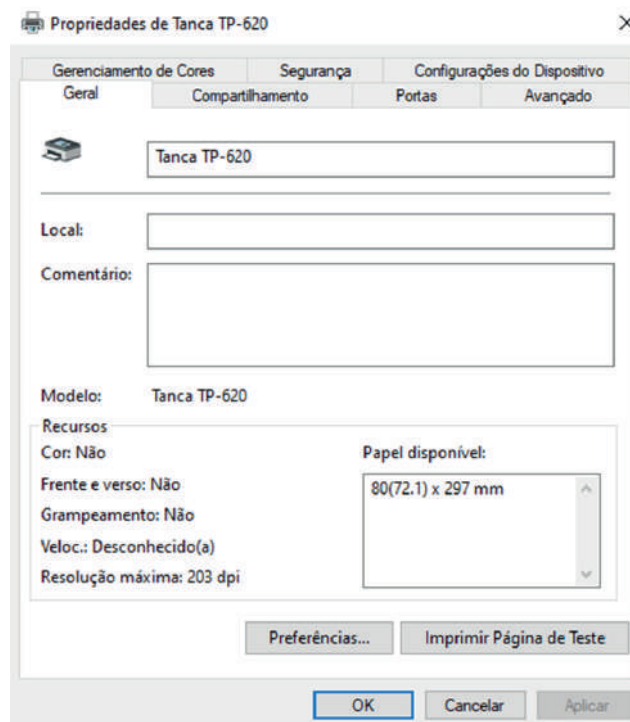 Propriedades de Tanca TP-620
Gerenciamento de Cores Segurança Configurações do Dispositivo
Geral Compartilhamento Portas Avançado
Tanca TP-620
Local:
Comentário:
Modelo: Tanca TP-620
Recursos
Cor: Não Papel disponível:
Frente e verso: Não 80(72.1) x 297 mm
Grampeamento: Não
Veloc.: Desconhecido(a)
Resolução máxima: 203 dpi
Preferências... Imprimir Página de Teste
OK Cancelar Aplicar